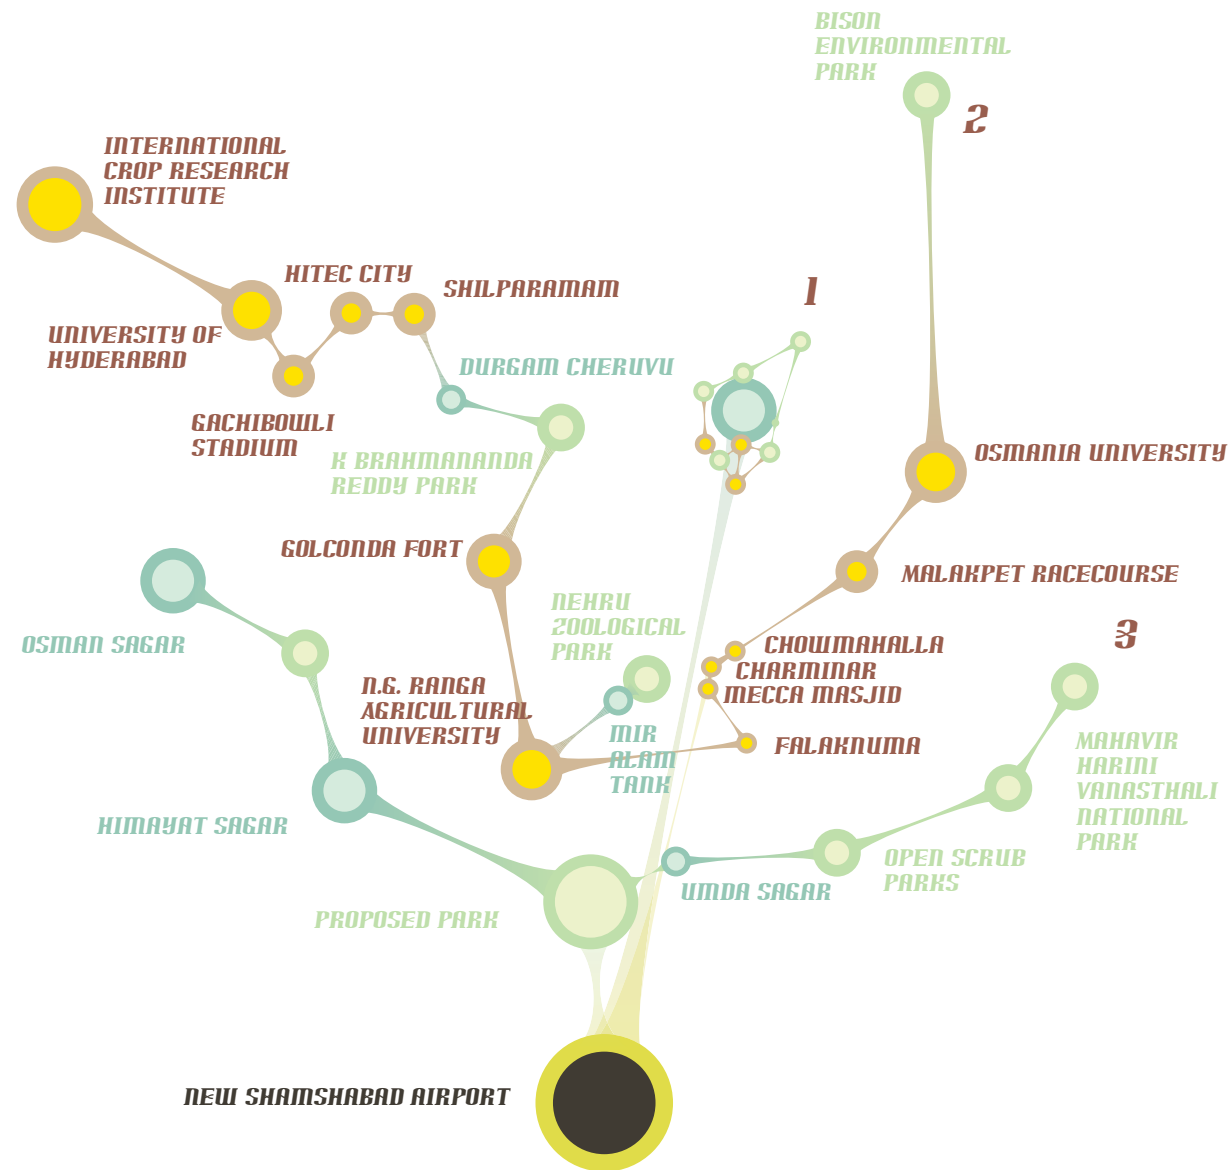 BISON
ENVIRONMENTAL
PARK
2
INTERNATIONAL
CROP RESEARCH
INSTITUTE
HITEC CITY
SHILPARAMAM
1
UNIVERSITY OF
HYDERABAD
DURGAM CHERUVU
GACHIBOWLI
STADIUM
K BRAHMANANDA
REDDY PARK
OSMANIA UNIVERSITY
GOLCONDA FORT
MALAKPET RACECOURSE
NEHRU
ZOOLOGICAL
PARK
OSMAN SAGAR
3
CHOWMAHALLA
CHARMINAR
MECCA MASJID
N.G. RANGA
AGRICULTURAL
UNIVERSITY
MIR
ALAM
TANK
FALAKNUMA
MAHAVIR
HARINI
VANASTHALI
NATIONAL
PARK
HIMAYAT SAGAR
OPEN SCRUB
PARKS
UMDA SAGAR
PROPOSED PARK
NEW SHAMSHABAD AIRPORT